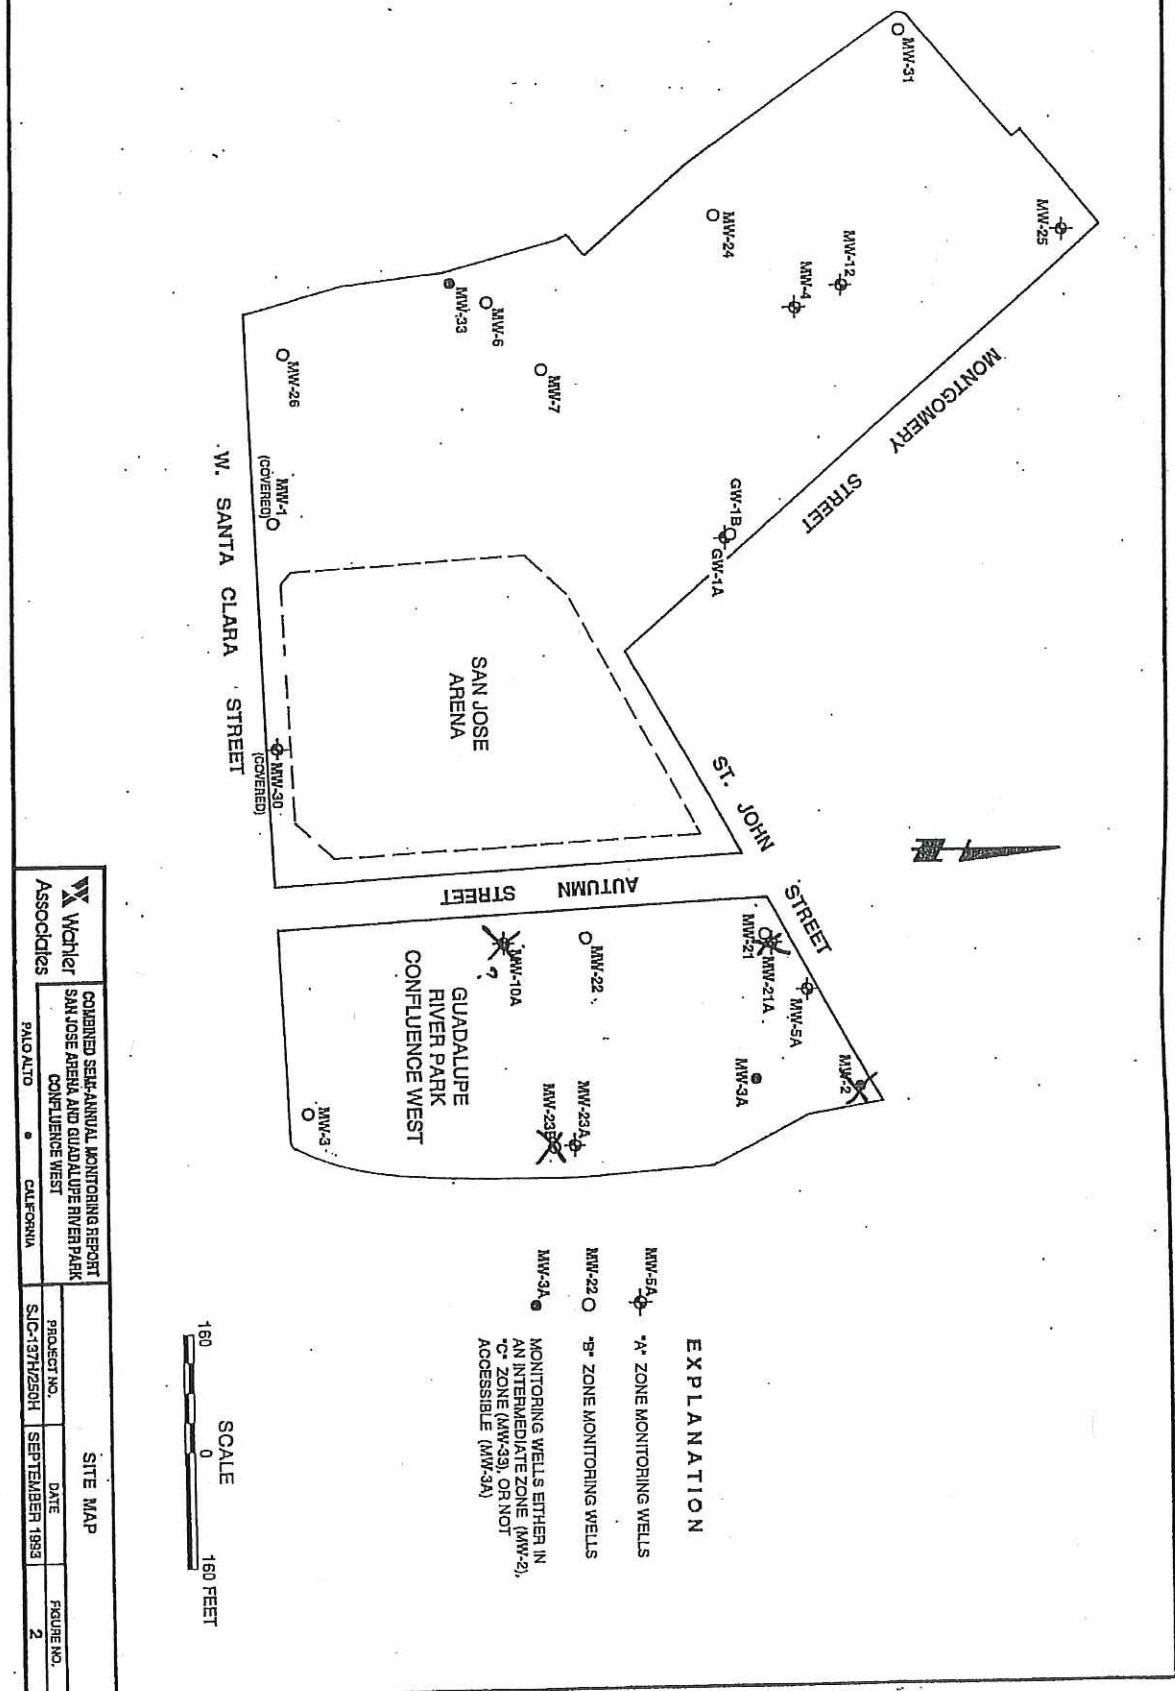 MW-31
MW-25
MW-24
MW-12
MW-4
MW-33
MW-6
MW-7
MW-26
MONTGOMERY STREET
GW-1B
GW-1A
MW-1
(COVERED)
W. SANTA CLARA STREET
SAN JOSE
ARENA
MW-30
(COVERED)
ST. JOHN STREET
AUTUMN STREET
MW-21
MW-21A
MW-5A
MW-2
MW-10A
?
MW-22
MW-3A
MW-23A
MW-23B
MW-3
GUADALUPE
RIVER PARK
CONFLUENCE WEST
EXPLANATION
MW-5A "A" ZONE MONITORING WELLS
MW-22 "B" ZONE MONITORING WELLS
MW-3A MONITORING WELLS EITHER IN
AN INTERMEDIATE ZONE (MW-2),
"C" ZONE (MW-33), OR NOT
ACCESSIBLE (MW-3A)
SCALE
160 0 160 FEET
Wahler
Associates
COMBINED SEMI-ANNUAL MONITORING REPORT
SAN JOSE ARENA AND GUADALUPE RIVER PARK
CONFLUENCE WEST
PALO ALTO • CALIFORNIA
SITE MAP
PROJECT NO.
SJC-137H/250H
DATE
SEPTEMBER 1993
FIGURE NO.
2